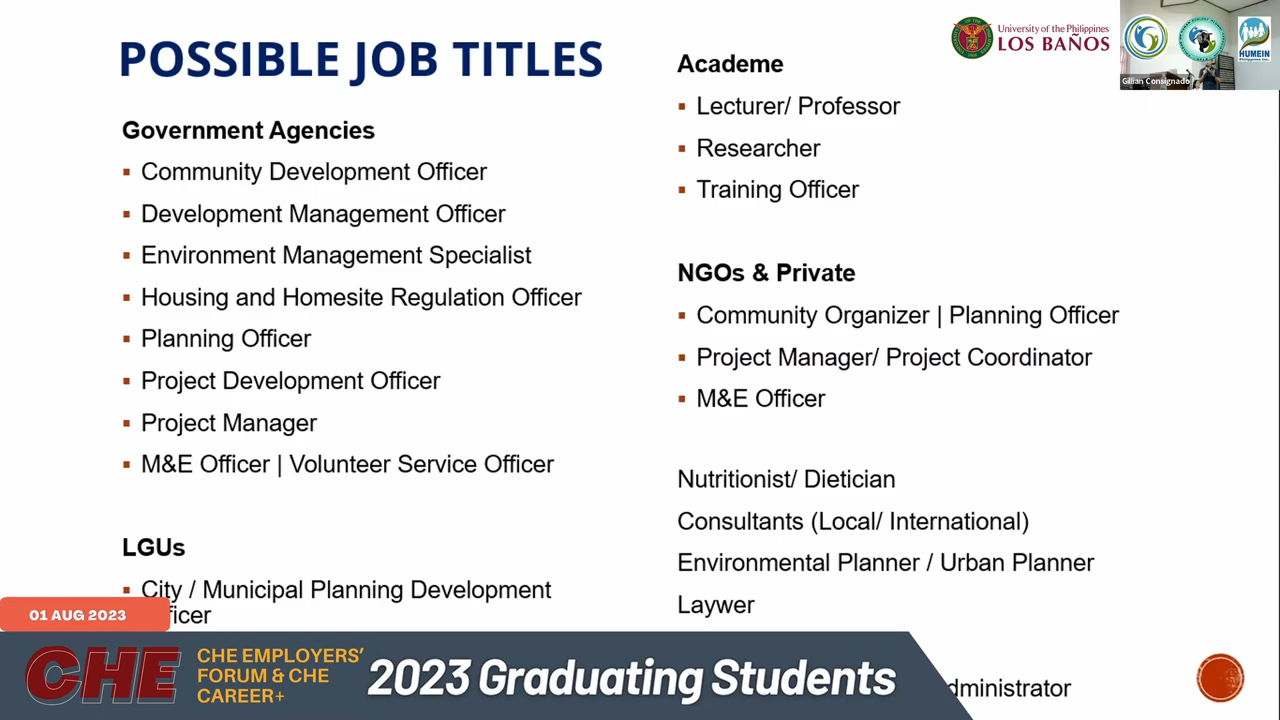 POSSIBLE JOB TITLES
Government Agencies
Community Development Officer
Development Management Officer
Environment Management Specialist
Housing and Homesite Regulation Officer
Planning Officer
Project Development Officer
Project Manager
M&E Officer | Volunteer Service Officer
LGUs
City / Municipal Planning Development
ficer
Academe
Lecturer/ Professor
Researcher
Training Officer
NGOs & Private
Community Organizer | Planning Officer
Project Manager/ Project Coordinator
M&E Officer
Nutritionist/ Dietician
Consultants (Local/ International)
Environmental Planner / Urban Planner
Laywer
dministrator
University of the Philippines
LOS BAÑOS
HUMEIN
Philippines Inc.
Gillian Consignado
01 AUG 2023
CHE
CHE EMPLOYERS'
FORUM & CHE
CAREER+
2023 Graduating Students